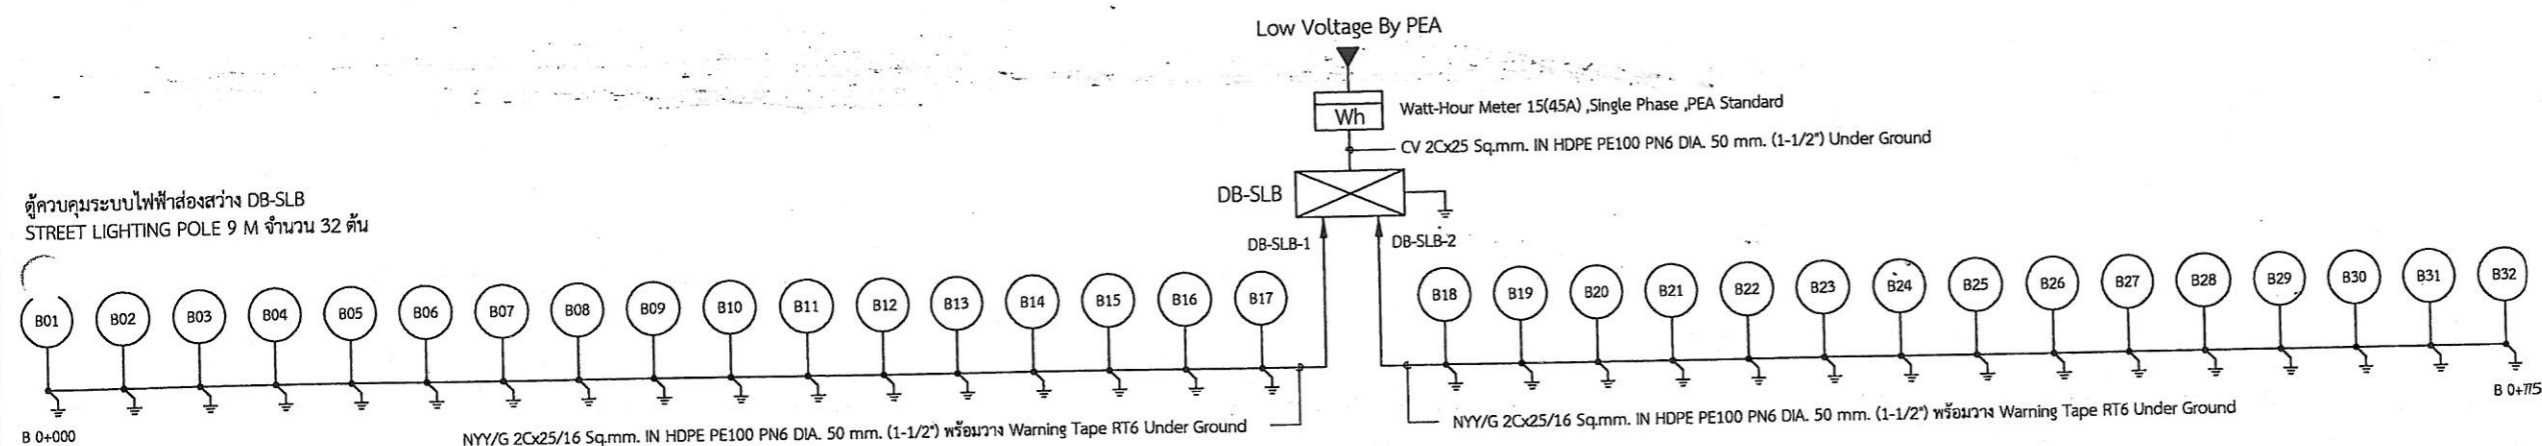 Low Voltage By PEA
Wh
Watt-Hour Meter 15(45A) ,Single Phase ,PEA Standard
CV 2Cx25 Sq.mm. IN HDPE PE100 PN6 DIA. 50 mm. (1-1/2") Under Ground
ตู้ควบคุมระบบไฟฟ้าส่องสว่าง DB-SLB
STREET LIGHTING POLE 9 M จำนวน 32 ต้น
DB-SLB
DB-SLB-1
DB-SLB-2
B01 B02 B03 B04 B05 B06 B07 B08 B09 B10 B11 B12 B13 B14 B15 B16 B17 B18 B19 B20 B21 B22 B23 B24 B25 B26 B27 B28 B29 B30 B31 B32
B 0+000
B 0+775
NYY/G 2Cx25/16 Sq.mm. IN HDPE PE100 PN6 DIA. 50 mm. (1-1/2") พร้อมวาง Warning Tape RT6 Under Ground
NYY/G 2Cx25/16 Sq.mm. IN HDPE PE100 PN6 DIA. 50 mm. (1-1/2") พร้อมวาง Warning Tape RT6 Under Ground